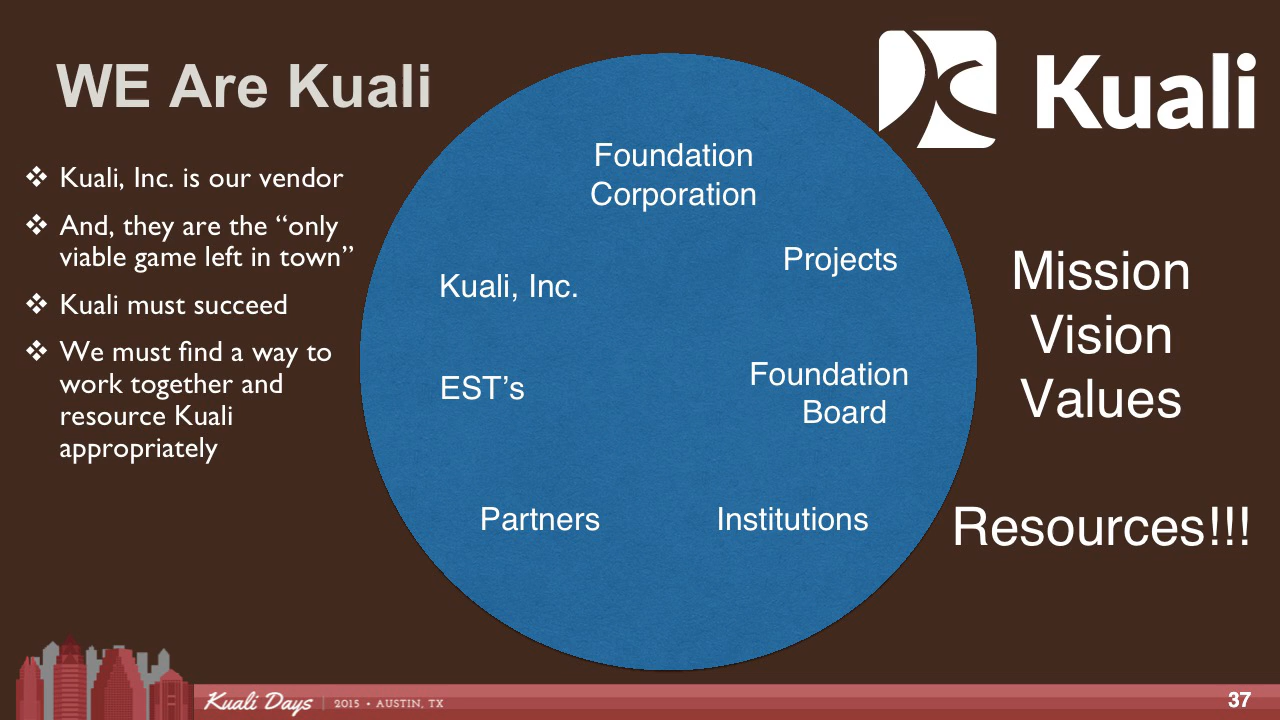 WE Are Kuali
Kuali
❖ Kuali, Inc. is our vendor
❖ And, they are the “only
viable game left in town”
❖ Kuali must succeed
❖ We must find a way to
work together and
resource Kuali
appropriately
Foundation
Corporation
Projects
Kuali, Inc.
EST’s
Foundation
Board
Partners
Institutions
Mission
Vision
Values
Resources!!!
Kuali Days | 2015 • AUSTIN, TX
37